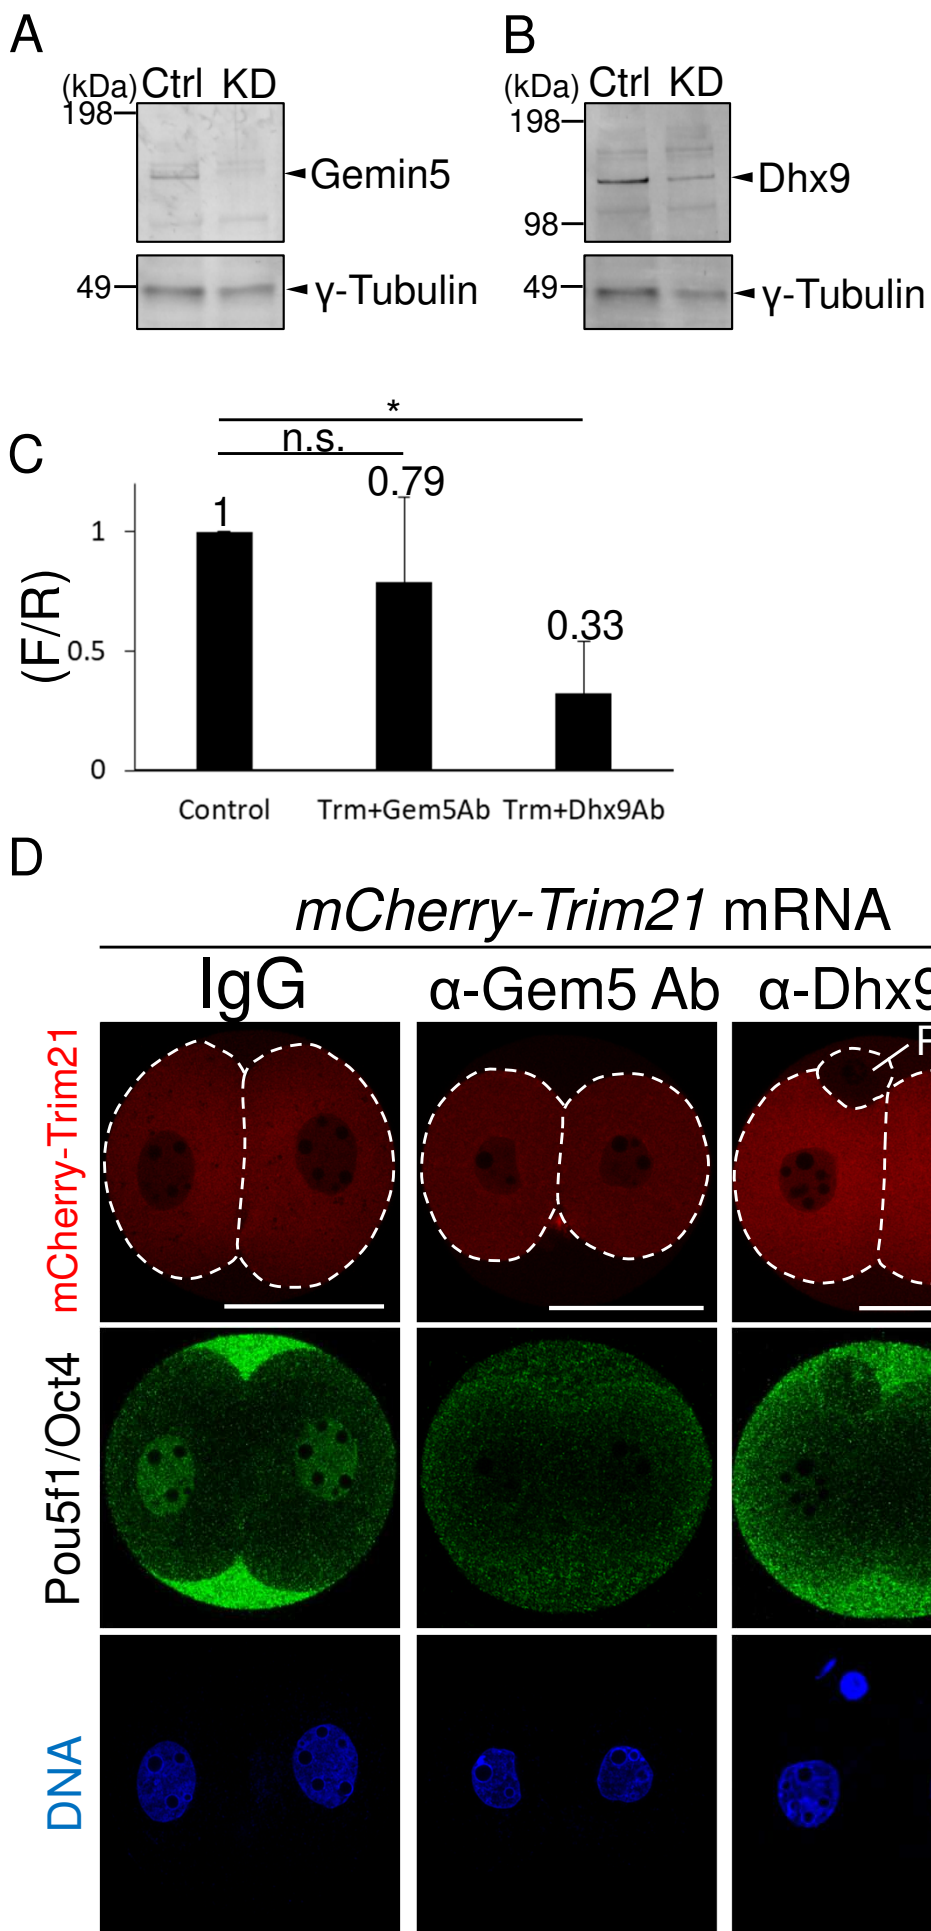 A
(kDa) Ctrl KD
198
Gemin5
49
γ-Tubulin
B
(kDa) Ctrl KD
198
Dhx9
98
49
γ-Tubulin
C
*
n.s.
1
0.79
0.33
(F/R)
1
0.5
0
Control Trm+Gem5Ab Trm+Dhx9Ab
D
mCherry-Trim21 mRNA
IgG α-Gem5 Ab α-Dhx9
mCherry-Trim21
Pou5f1/Oct4
DNA